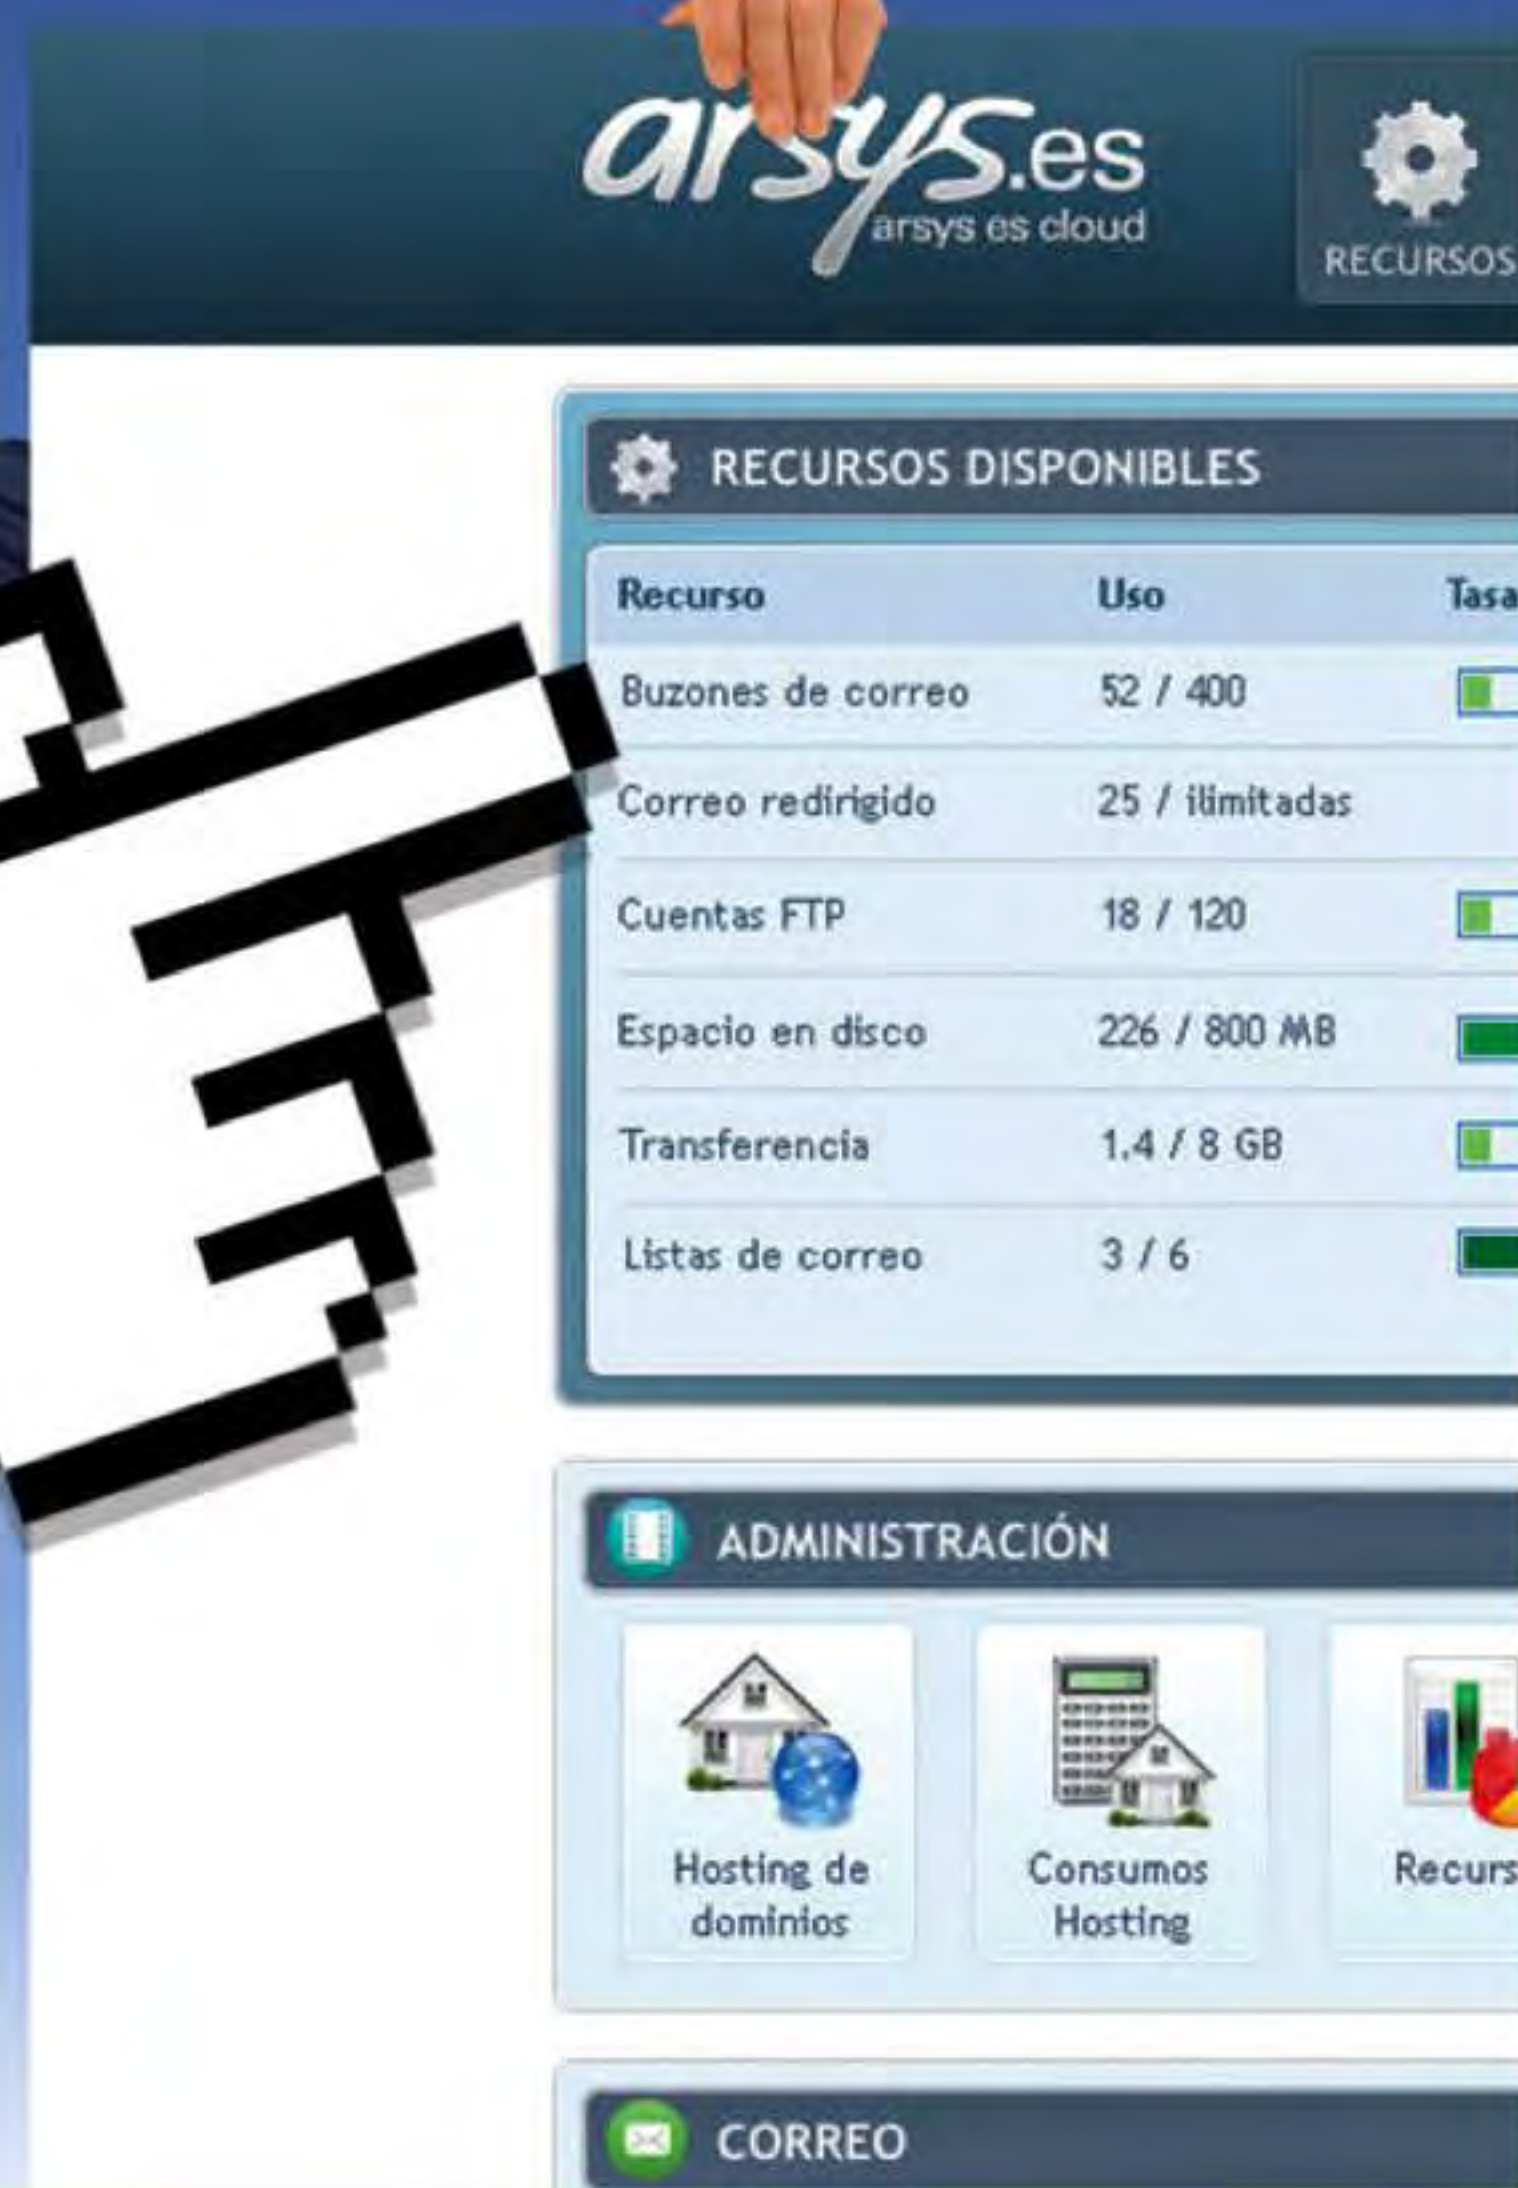 arsys.es
arsys es cloud
RECURSOS
RECURSOS DISPONIBLES
Recurso Uso Tasa
Buzones de correo 52 / 400
Correo redirigido 25 / ilimitadas
Cuentas FTP 18 / 120
Espacio en disco 226 / 800 MB
Transferencia 1.4 / 8 GB
Listas de correo 3 / 6
ADMINISTRACIÓN
Hosting de
dominios
Consumos
Hosting
Recurs
CORREO